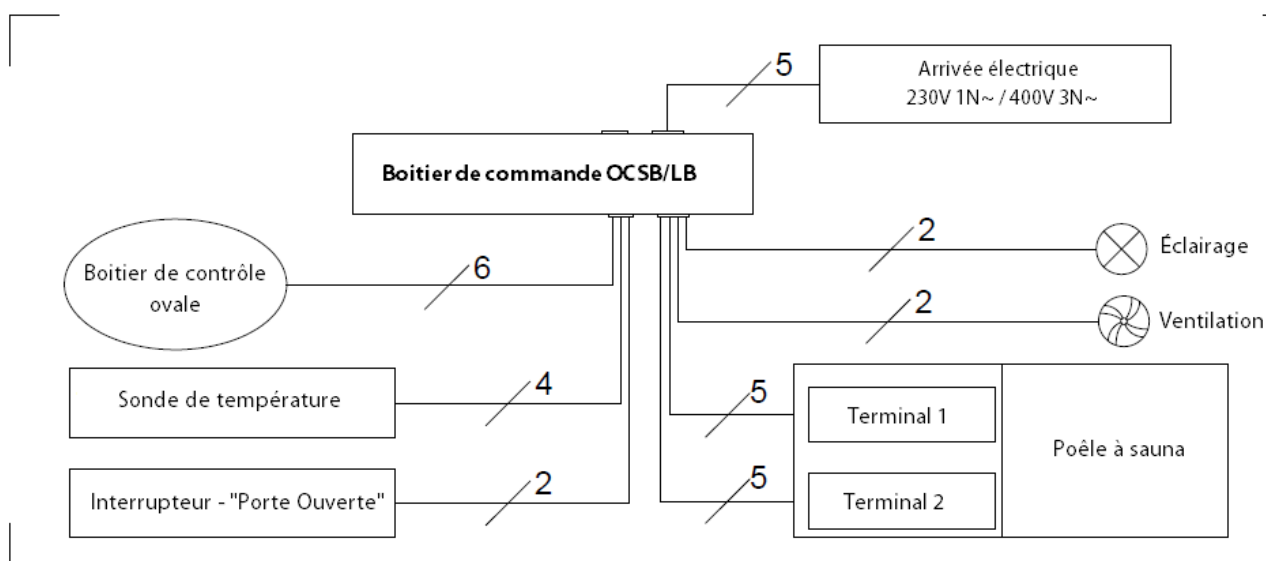 5
Arrivée électrique
230V 1N~ / 400V 3N~
Boitier de commande OCSB/LB
Boitier de contrôle
ovale
6
2
Éclairage
2
Ventilation
Sonde de température
4
5
Terminal 1
Poêle à sauna
Interrupteur - "Porte Ouverte"
2
5
Terminal 2